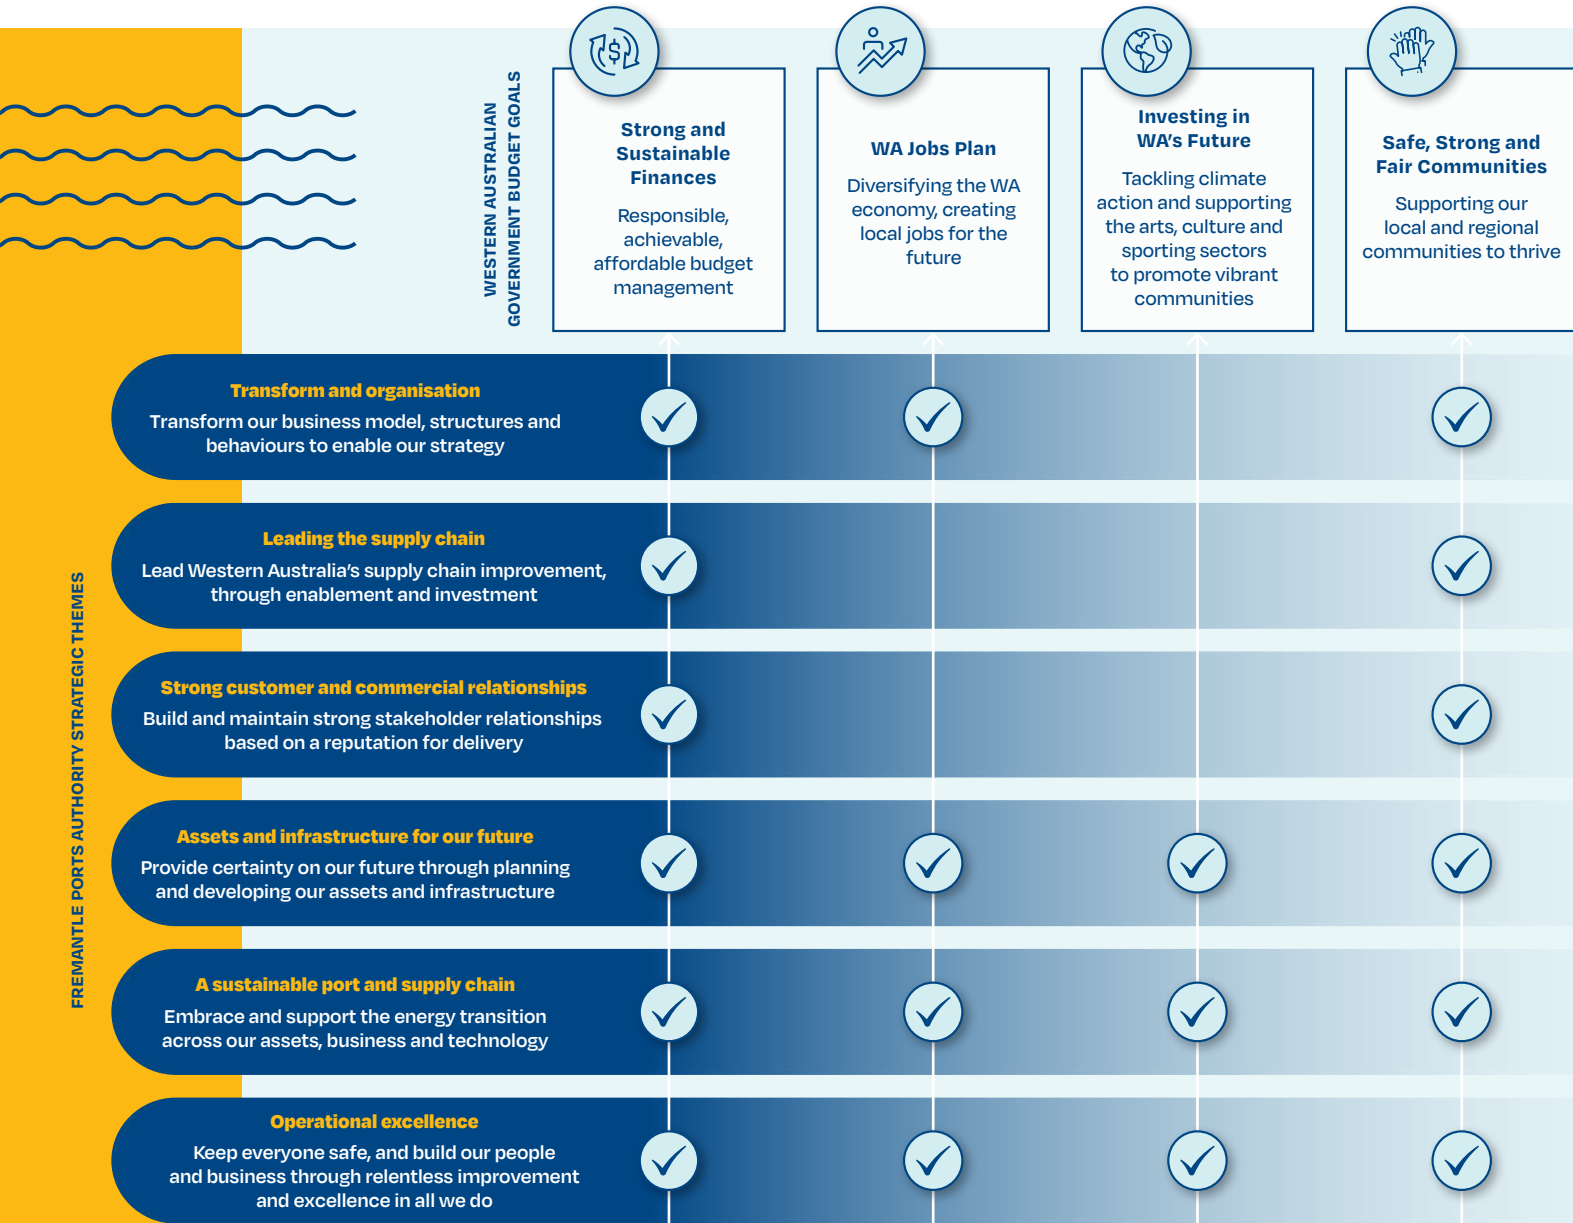 WESTERN AUSTRALIAN
GOVERNMENT BUDGET GOALS
Strong and
Sustainable
Finances
Responsible,
achievable,
affordable budget
management
WA Jobs Plan
Diversifying the WA
economy, creating
local jobs for the
future
Investing in
WA’s Future
Tackling climate
action and supporting
the arts, culture and
sporting sectors
to promote vibrant
communities
Safe, Strong and
Fair Communities
Supporting our
local and regional
communities to thrive
FREMANTLE PORTS AUTHORITY STRATEGIC THEMES
Transform and organisation
Transform our business model, structures and
behaviours to enable our strategy
Leading the supply chain
Lead Western Australia’s supply chain improvement,
through enablement and investment
Strong customer and commercial relationships
Build and maintain strong stakeholder relationships
based on a reputation for delivery
Assets and infrastructure for our future
Provide certainty on our future through planning
and developing our assets and infrastructure
A sustainable port and supply chain
Embrace and support the energy transition
across our assets, business and technology
Operational excellence
Keep everyone safe, and build our people
and business through relentless improvement
and excellence in all we do